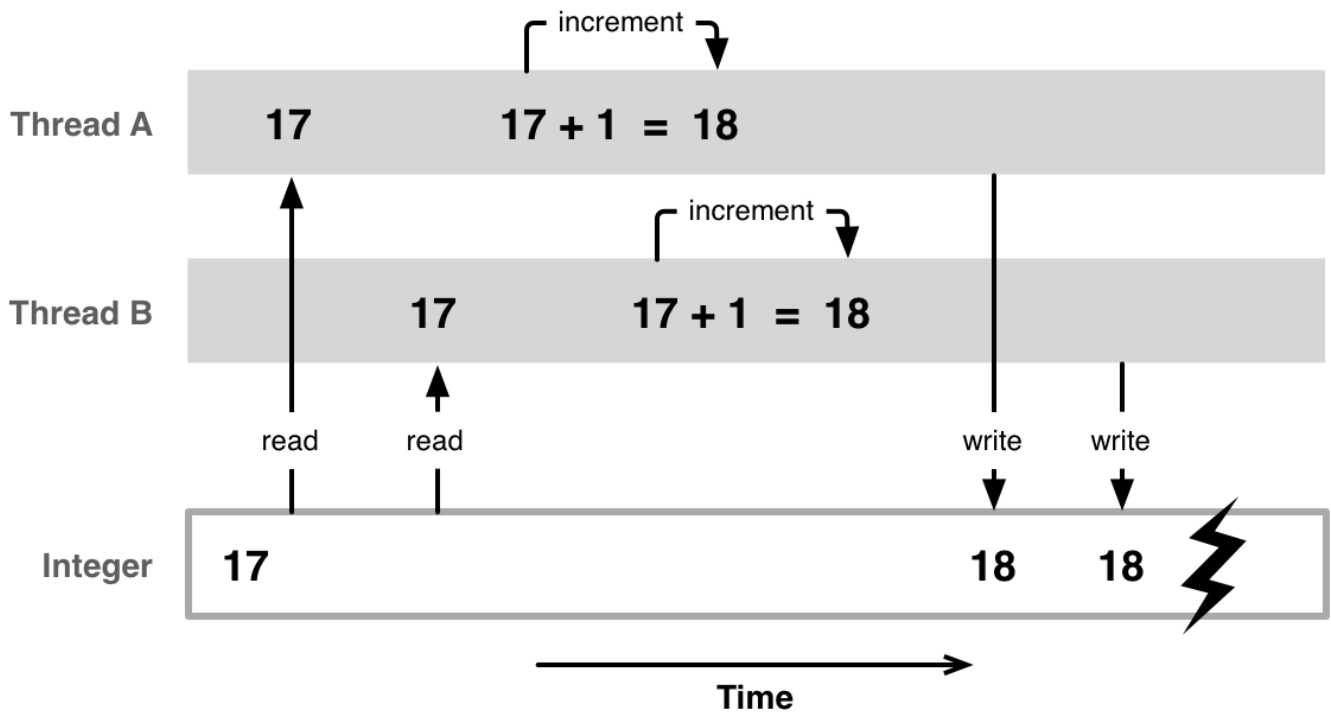 increment
Thread A 17 17 + 1 = 18
increment
Thread B 17 17 + 1 = 18
read read write write
Integer 17 18 18
Time